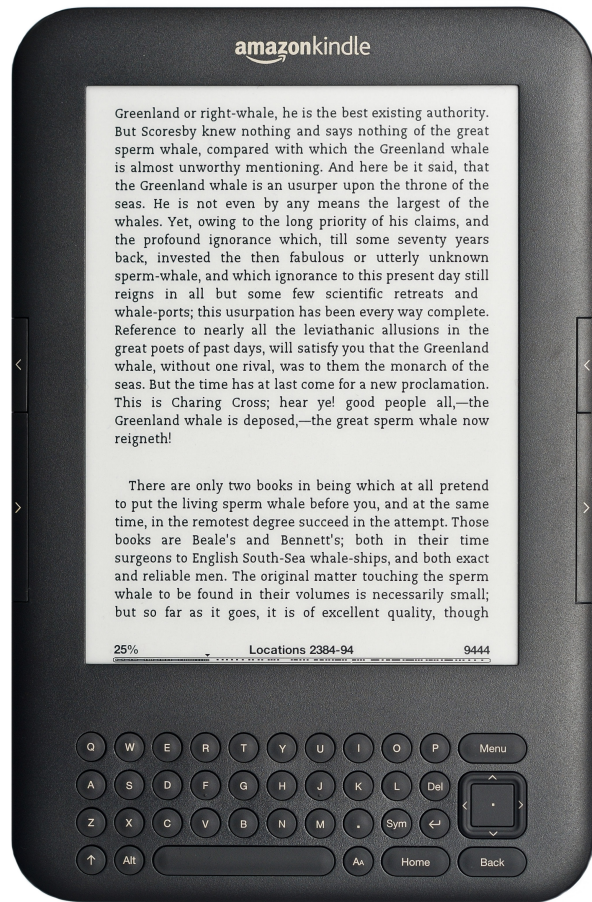 amazonkindle
Greenland or right-whale, he is the best existing authority.
But Scoresby knew nothing and says nothing of the great
sperm whale, compared with which the Greenland whale
is almost unworthy mentioning. And here be it said, that
the Greenland whale is an usurper upon the throne of the
seas. He is not even by any means the largest of the
whales. Yet, owing to the long priority of his claims, and
the profound ignorance which, till some seventy years
back, invested the then fabulous or utterly unknown
sperm-whale, and which ignorance to this present day still
reigns in all but some few scientific retreats and
whale-ports; this usurpation has been every way complete.
Reference to nearly all the leviathanic allusions in the
great poets of past days, will satisfy you that the Greenland
whale, without one rival, was to them the monarch of the
seas. But the time has at last come for a new proclamation.
This is Charing Cross; hear ye! good people all,—the
Greenland whale is deposed,—the great sperm whale now
reigneth!
There are only two books in being which at all pretend
to put the living sperm whale before you, and at the same
time, in the remotest degree succeed in the attempt. Those
books are Beale's and Bennett's; both in their time
surgeons to English South-Sea whale-ships, and both exact
and reliable men. The original matter touching the sperm
whale to be found in their volumes is necessarily small;
but so far as it goes, it is of excellent quality, though
25% Locations 2384-94 9444
Q W E R T Y U I O P Menu
A S D F G H J K L Del
Z X C V B N M . Sym
Alt AA Home Back